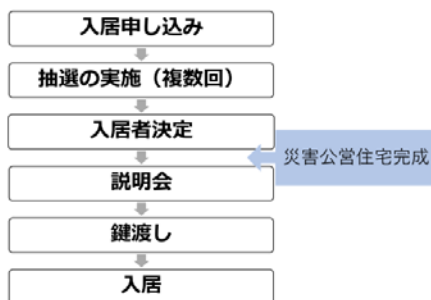 入居申し込み
抽選の実施（複数回）
入居者決定
災害公営住宅完成
説明会
鍵渡し
入居